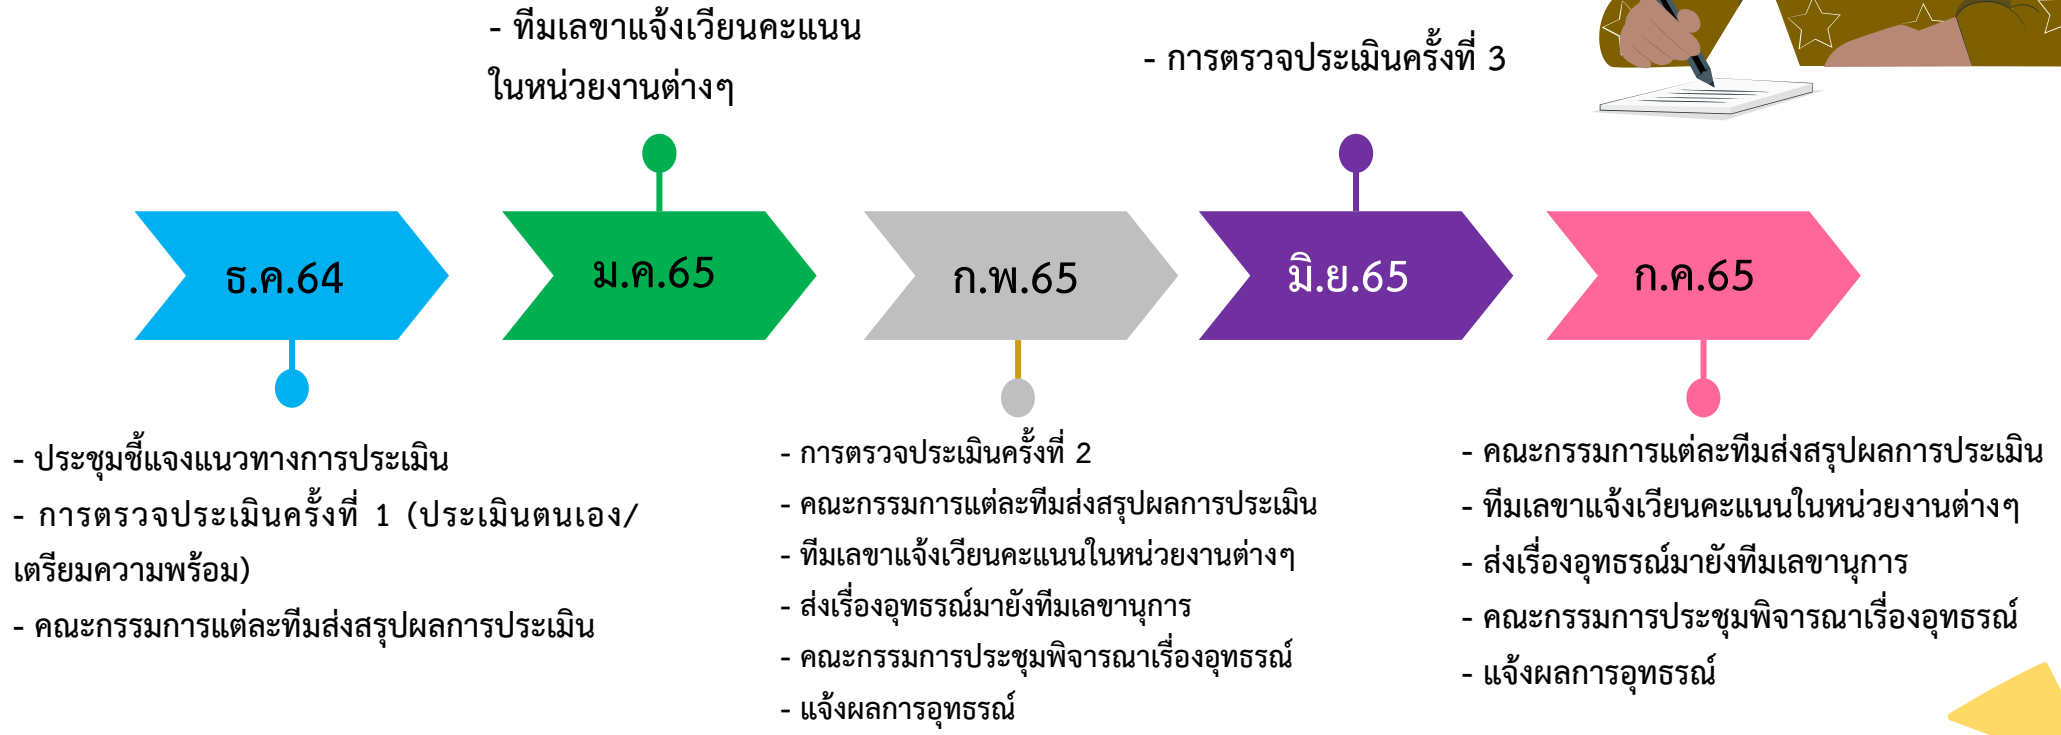 - ทีมเลขาแจ้งเวียนคะแนน
ในหน่วยงานต่างๆ
- การตรวจประเมินครั้งที่ 3
ธ.ค.64
ม.ค.65
ก.พ.65
มิ.ย.65
ก.ค.65
- ประชุมชี้แจงแนวทางการประเมิน
- การตรวจประเมินครั้งที่ 1 (ประเมินตนเอง/
เตรียมความพร้อม)
- คณะกรรมการแต่ละทีมส่งสรุปผลการประเมิน
- การตรวจประเมินครั้งที่ 2
- คณะกรรมการแต่ละทีมส่งสรุปผลการประเมิน
- ทีมเลขาแจ้งเวียนคะแนนในหน่วยงานต่างๆ
- ส่งเรื่องอุทธรณ์มายังทีมเลขานุการ
- คณะกรรมการประชุมพิจารณาเรื่องอุทธรณ์
- แจ้งผลการอุทธรณ์
- คณะกรรมการแต่ละทีมส่งสรุปผลการประเมิน
- ทีมเลขาแจ้งเวียนคะแนนในหน่วยงานต่างๆ
- ส่งเรื่องอุทธรณ์มายังทีมเลขานุการ
- คณะกรรมการประชุมพิจารณาเรื่องอุทธรณ์
- แจ้งผลการอุทธรณ์